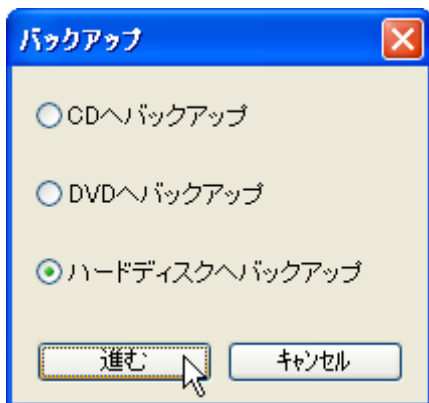 バックアップ
CDへバックアップ
DVDへバックアップ
ハードディスクへバックアップ
進む キャンセル